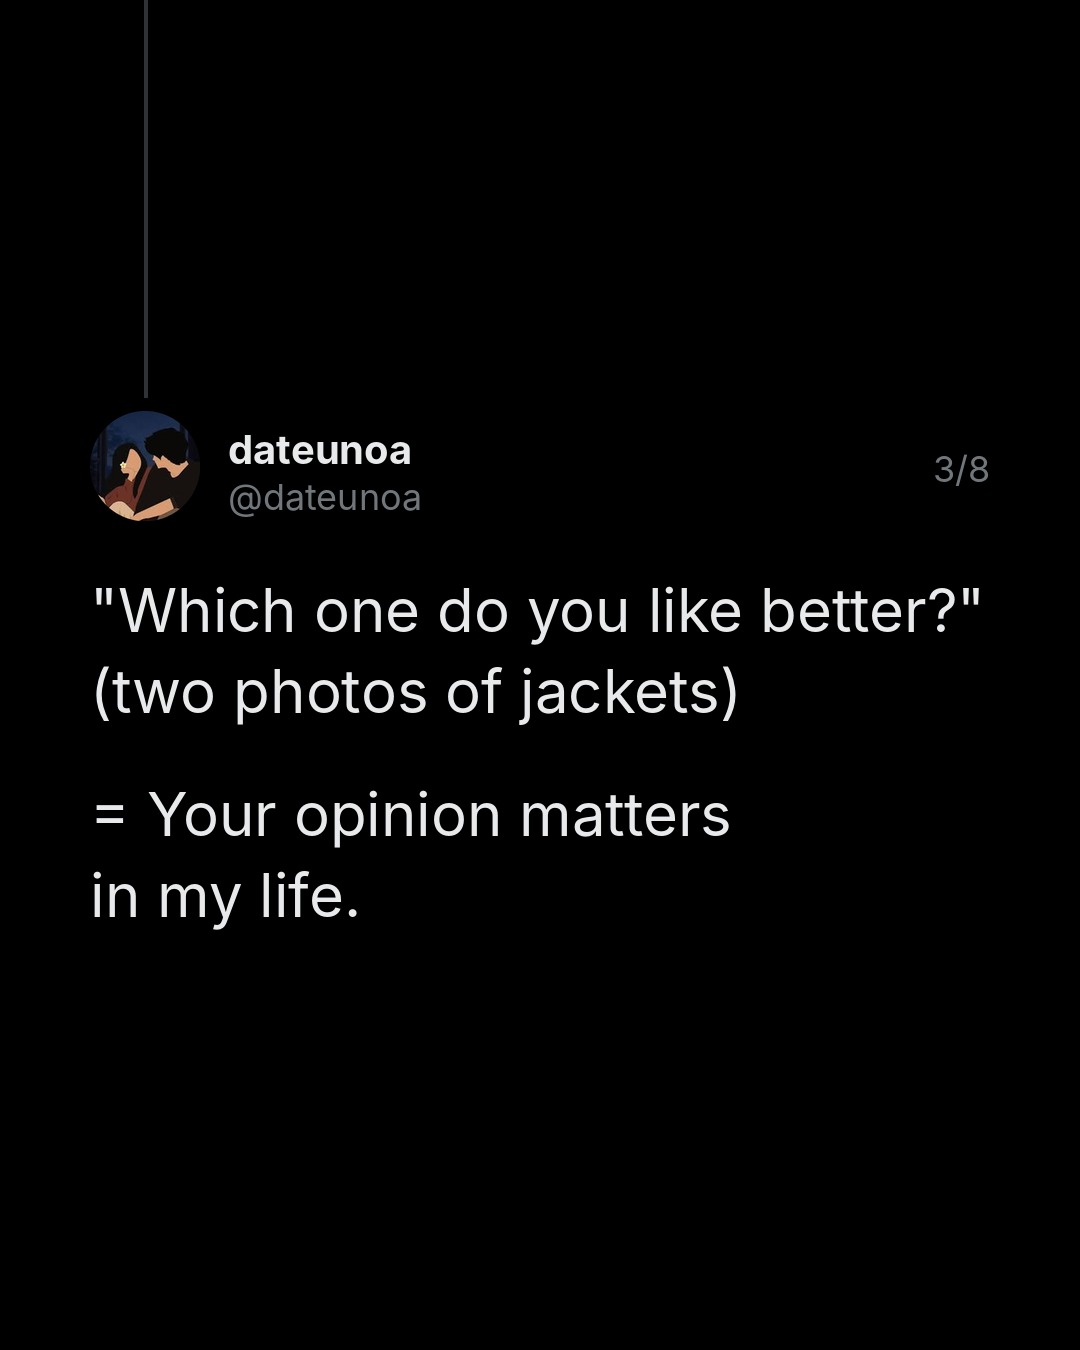 dateunoa
@dateunoa
3/8
"Which one do you like better?"
(two photos of jackets)
= Your opinion matters
in my life.